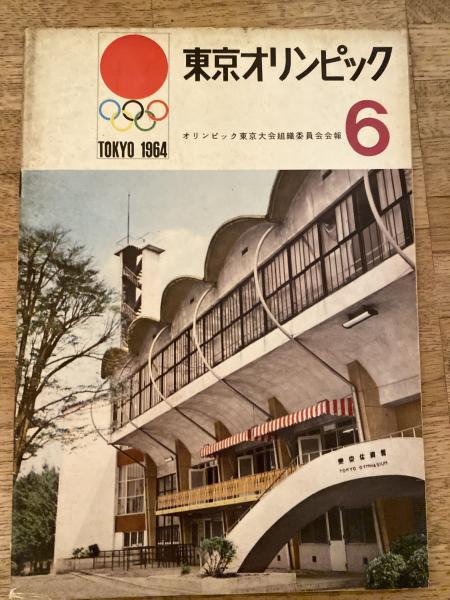 東京オリンピック
TOKYO 1964
オリンピック東京大会組織委員会会報
6
東京体育館
TOKYO GYMNASIUM